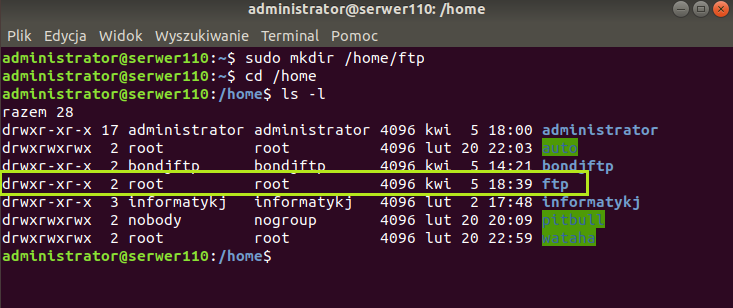 administrator@serwer110: /home
Plik Edycja Widok Wyszukiwanie Terminal Pomoc
administrator@serwer110:~$ sudo mkdir /home/ftp
administrator@serwer110:~$ cd /home
administrator@serwer110:/home$ ls -l
razem 28
drwxr-xr-x 17 administrator administrator 4096 kwi  5 18:00 administrator
drwxrwxrwx  2 root          root          4096 lut 20 22:03 auto
drwxr-xr-x  2 bondjftp      bondjftp      4096 kwi  5 14:21 bondjftp
drwxr-xr-x  2 root          root          4096 kwi  5 18:39 ftp
drwxr-xr-x  3 informatykj   informatykj   4096 lut  2 17:48 informatykj
drwxrwxrwx  2 nobody        nogroup       4096 lut 20 20:09 pitbull
drwxrwxrwx  2 root          root          4096 lut 20 22:59 wataha
administrator@serwer110:/home$